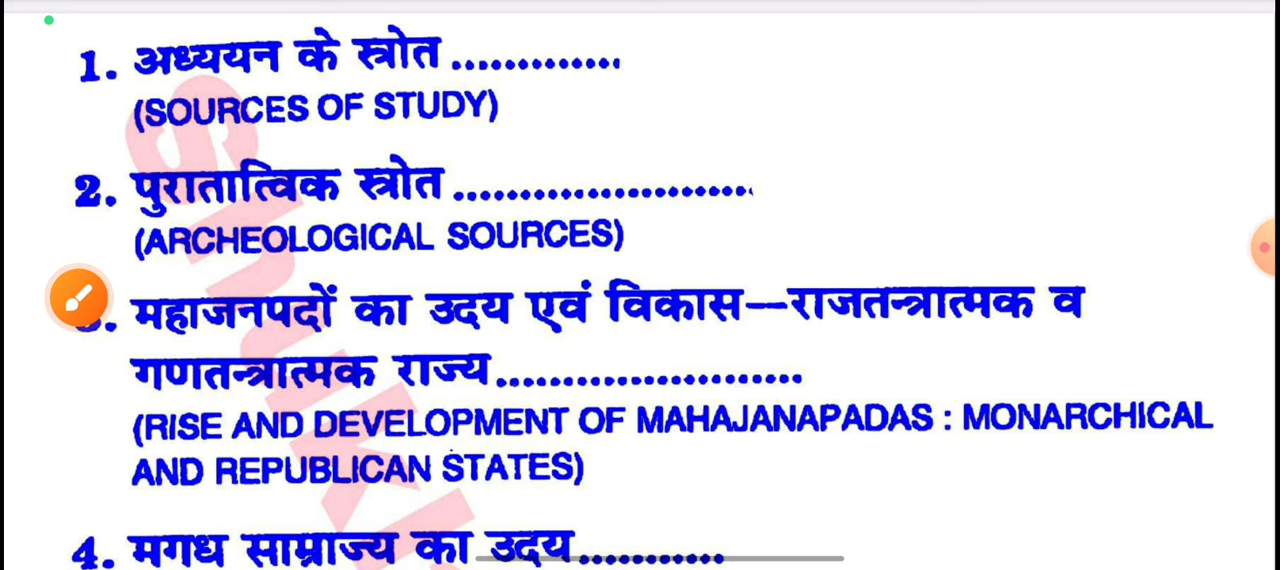 1. अध्ययन के स्त्रोत .............
(SOURCES OF STUDY)
2. पुरातात्विक स्त्रोत .......................
(ARCHEOLOGICAL SOURCES)
महाजनपदों का उदय एवं विकास—राजतन्त्रात्मक व
गणतन्त्रात्मक राज्य.......................
(RISE AND DEVELOPMENT OF MAHAJANAPADAS : MONARCHICAL
AND REPUBLICAN STATES)
4. मगध साम्राज्य का उदय...........